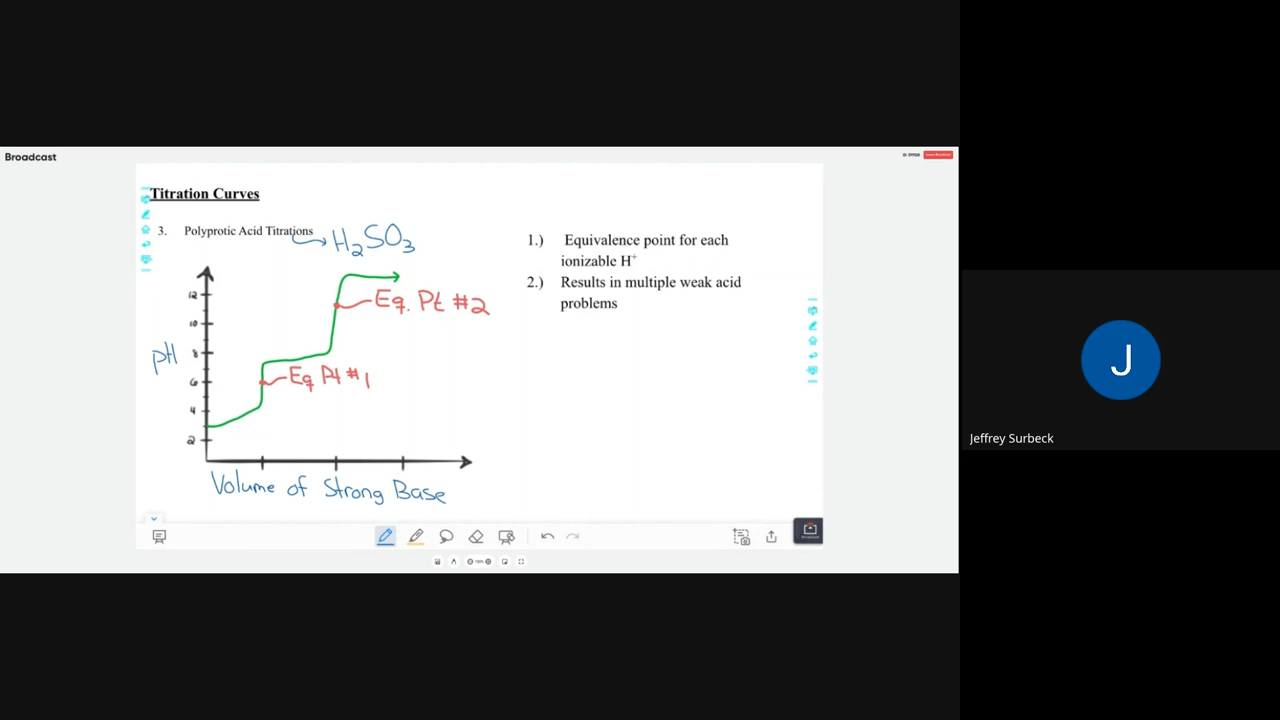 Broadcast
Titration Curves
3. Polyprotic Acid Titrations
H₂SO₃
1.) Equivalence point for each
ionizable H⁺
2.) Results in multiple weak acid
problems
12
10
8
6
4
2
pH
Eq. Pt #2
Eq Pt #1
Volume of Strong Base
J
Jeffrey Surbeck